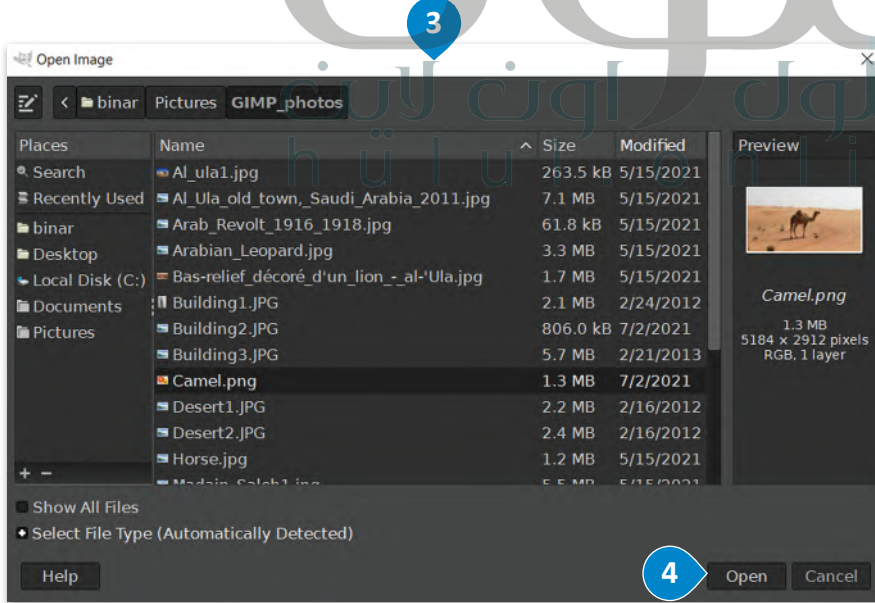 3
Open Image
binar Pictures GIMP_photos
Places Name Size Modified Preview
Search Al_ula1.jpg 263.5 kB 5/15/2021
Recently Used Al_Ula_old_town,_Saudi_Arabia_2011.jpg 7.1 MB 5/15/2021
binar Arab_Revolt_1916_1918.jpg 61.8 kB 5/15/2021
Desktop Arabian_Leopard.jpg 3.3 MB 5/15/2021
Local Disk (C:) Bas-relief_décoré_d'un_lion_-_al-'Ula.jpg 1.7 MB 5/15/2021
Documents Building1.JPG 2.1 MB 2/24/2012 Camel.png
Pictures Building2.JPG 806.0 kB 7/2/2021 1.3 MB
5184 × 2912 pixels
Building3.JPG 5.7 MB 2/21/2013 RGB, 1 layer
Camel.png 1.3 MB 7/2/2021
Desert1.JPG 2.2 MB 2/16/2012
Desert2.JPG 2.4 MB 2/16/2012
Horse.jpg 1.2 MB 5/15/2021
Show All Files
Select File Type (Automatically Detected)
Help 4 Open Cancel